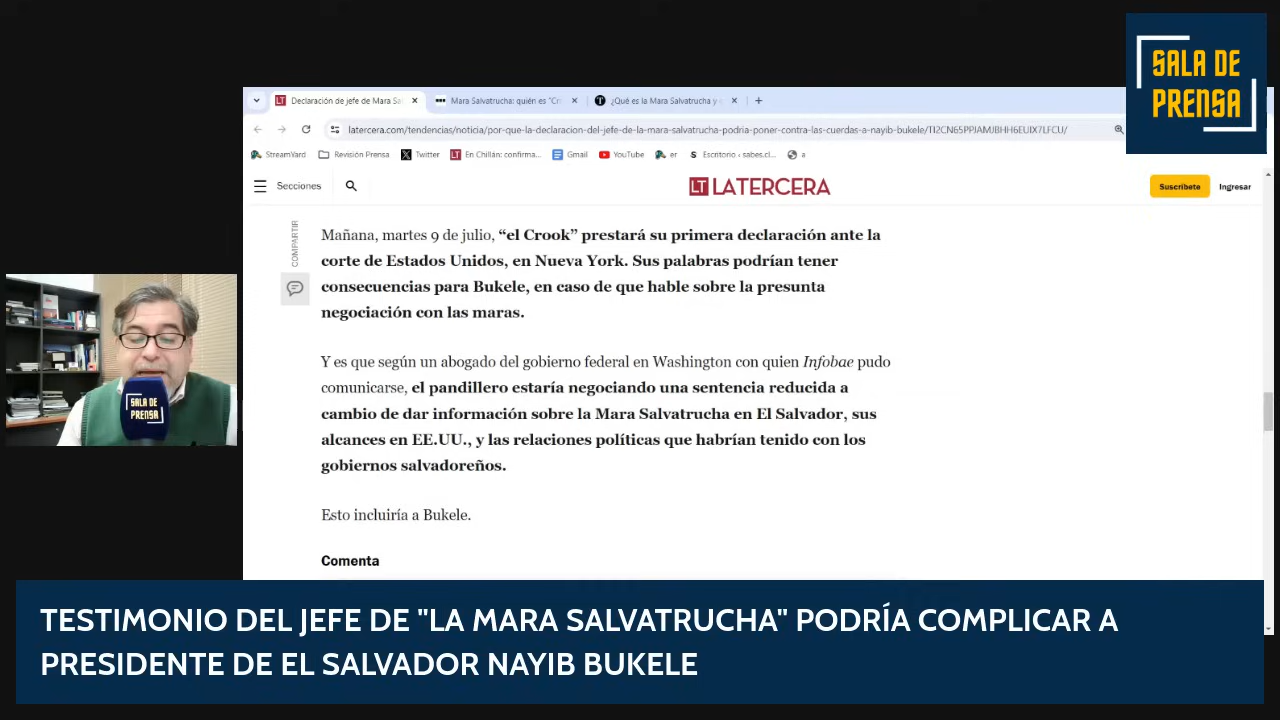 SALA DE
PRENSA
Declaración de jefe de Mara Sa
Mara Salvatrucha: quién es "Cr
¿Qué es la Mara Salvatrucha y
latercera.com/tendencias/noticia/por-que-la-declaracion-del-jefe-de-la-mara-salvatrucha-podria-poner-contra-las-cuerdas-a-nayib-bukele/TI2CN65PPJAMJBHH6EUIX7LFCU/
StreamYard
Revisión Prensa
Twitter
En Chillán: confirma...
Gmail
YouTube
er
Escritorio ‹ sabes.cl...
a
Secciones
LT LATERCERA
Suscríbete
Ingresar
COMPARTIR
Mañana, martes 9 de julio, “el Crook” prestará su primera declaración ante la
corte de Estados Unidos, en Nueva York. Sus palabras podrían tener
consecuencias para Bukele, en caso de que hable sobre la presunta
negociación con las maras.
Y es que según un abogado del gobierno federal en Washington con quien Infobae pudo
comunicarse, el pandillero estaría negociando una sentencia reducida a
cambio de dar información sobre la Mara Salvatrucha en El Salvador, sus
alcances en EE.UU., y las relaciones políticas que habrían tenido con los
gobiernos salvadoreños.
Esto incluiría a Bukele.
Comenta
SALA DE
PRENSA
TESTIMONIO DEL JEFE DE "LA MARA SALVATRUCHA" PODRÍA COMPLICAR A
PRESIDENTE DE EL SALVADOR NAYIB BUKELE